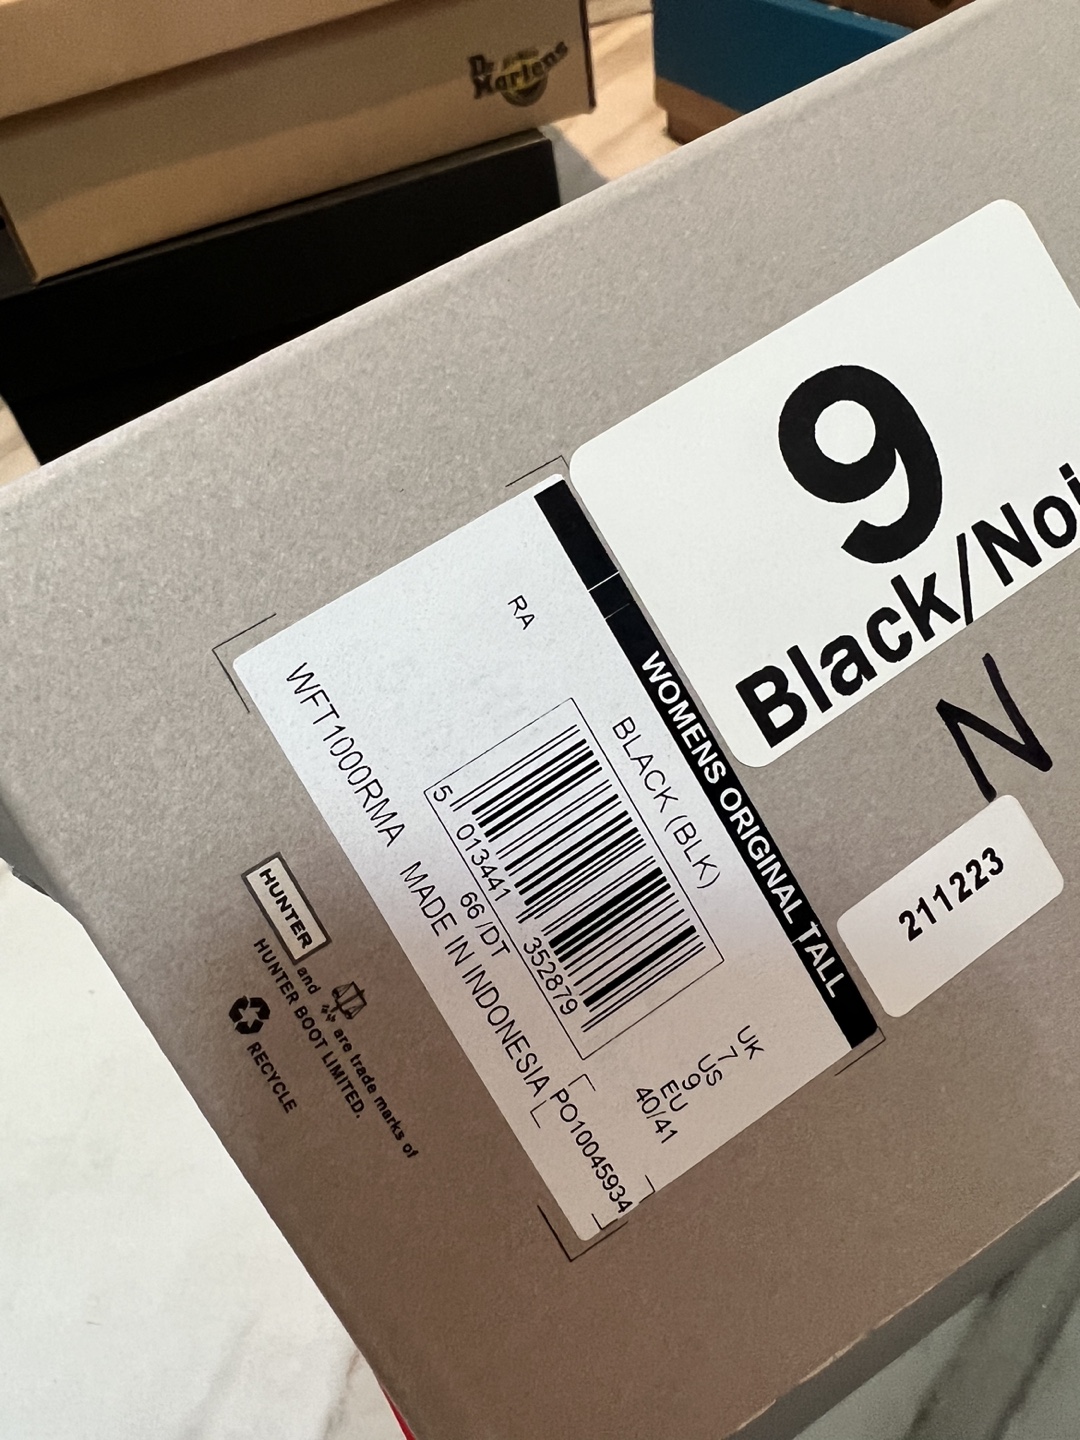 Dr.
Martens
9
Black/Noi
N
211223
WOMENS ORIGINAL TALL
BLACK (BLK)
RA
5 013441 352879
66 /DT
UK
7
US
9
EU
40/41
WFT1000RMA MADE IN INDONESIA PO10045934
HUNTER and are trade marks of
HUNTER BOOT LIMITED.
RECYCLE